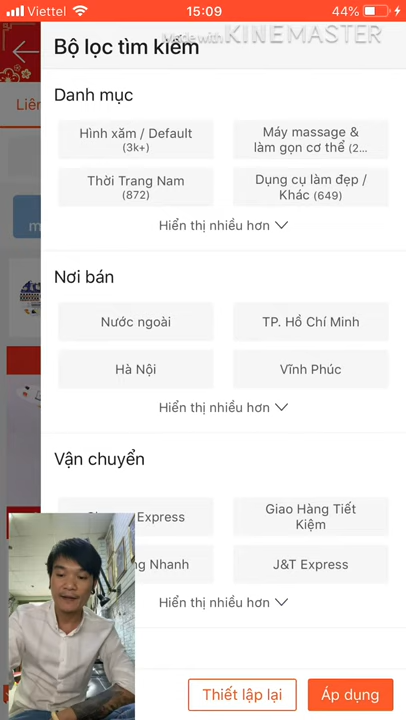 Viettel
15:09
44%
Bộ lọc tìm kiếm
Made with KINEMASTER
Liên
Danh mục
Hình xăm / Default
(3k+)
Máy massage &
làm gọn cơ thể (2...
Thời Trang Nam
(872)
Dụng cụ làm đẹp /
Khác (649)
Hiển thị nhiều hơn
m
Nơi bán
Nước ngoài
TP. Hồ Chí Minh
Hà Nội
Vĩnh Phúc
Hiển thị nhiều hơn
Vận chuyển
Express
Giao Hàng Tiết
Kiệm
ng Nhanh
J&T Express
Hiển thị nhiều hơn
Thiết lập lại
Áp dụng